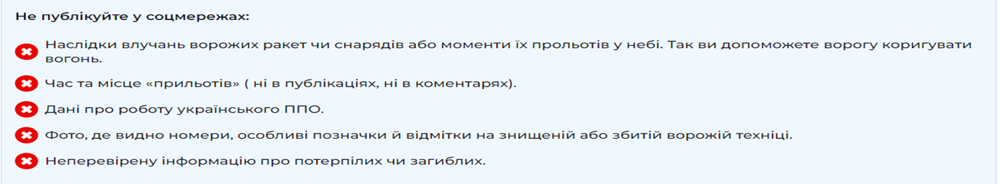 Не публікуйте у соцмережах:
Наслідки влучань ворожих ракет чи снарядів або моменти їх прольотів у небі. Так ви допоможете ворогу коригувати
вогонь.
Час та місце «прильотів» ( ні в публікаціях, ні в коментарях).
Дані про роботу українського ППО.
Фото, де видно номери, особливі позначки й відмітки на знищеній або збитій ворожій техніці.
Неперевірену інформацію про потерпілих чи загиблих.